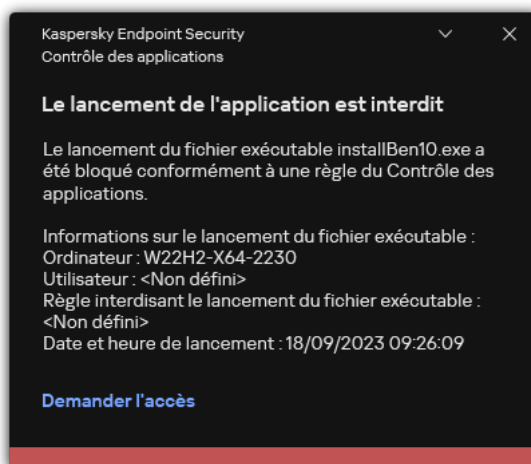 Kaspersky Endpoint Security
Contrôle des applications
Le lancement de l'application est interdit
Le lancement du fichier exécutable installBen10.exe a
été bloqué conformément à une règle du Contrôle des
applications.
Informations sur le lancement du fichier exécutable :
Ordinateur : W22H2-X64-2230
Utilisateur : <Non défini>
Règle interdisant le lancement du fichier exécutable :
<Non défini>
Date et heure de lancement : 18/09/2023 09:26:09
Demander l'accès